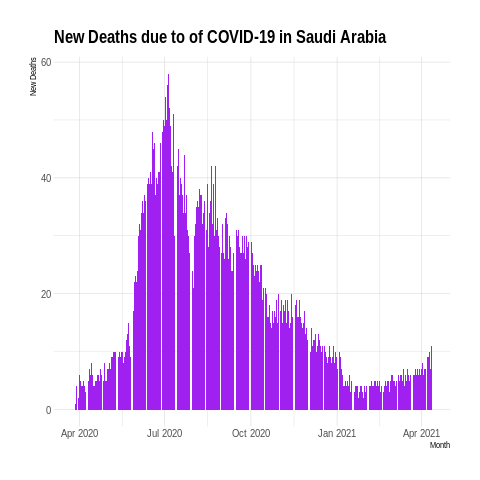 New Deaths due to of COVID-19 in Saudi Arabia
New Deaths
60
40
20
0
Apr 2020 Jul 2020 Oct 2020 Jan 2021 Apr 2021
Month